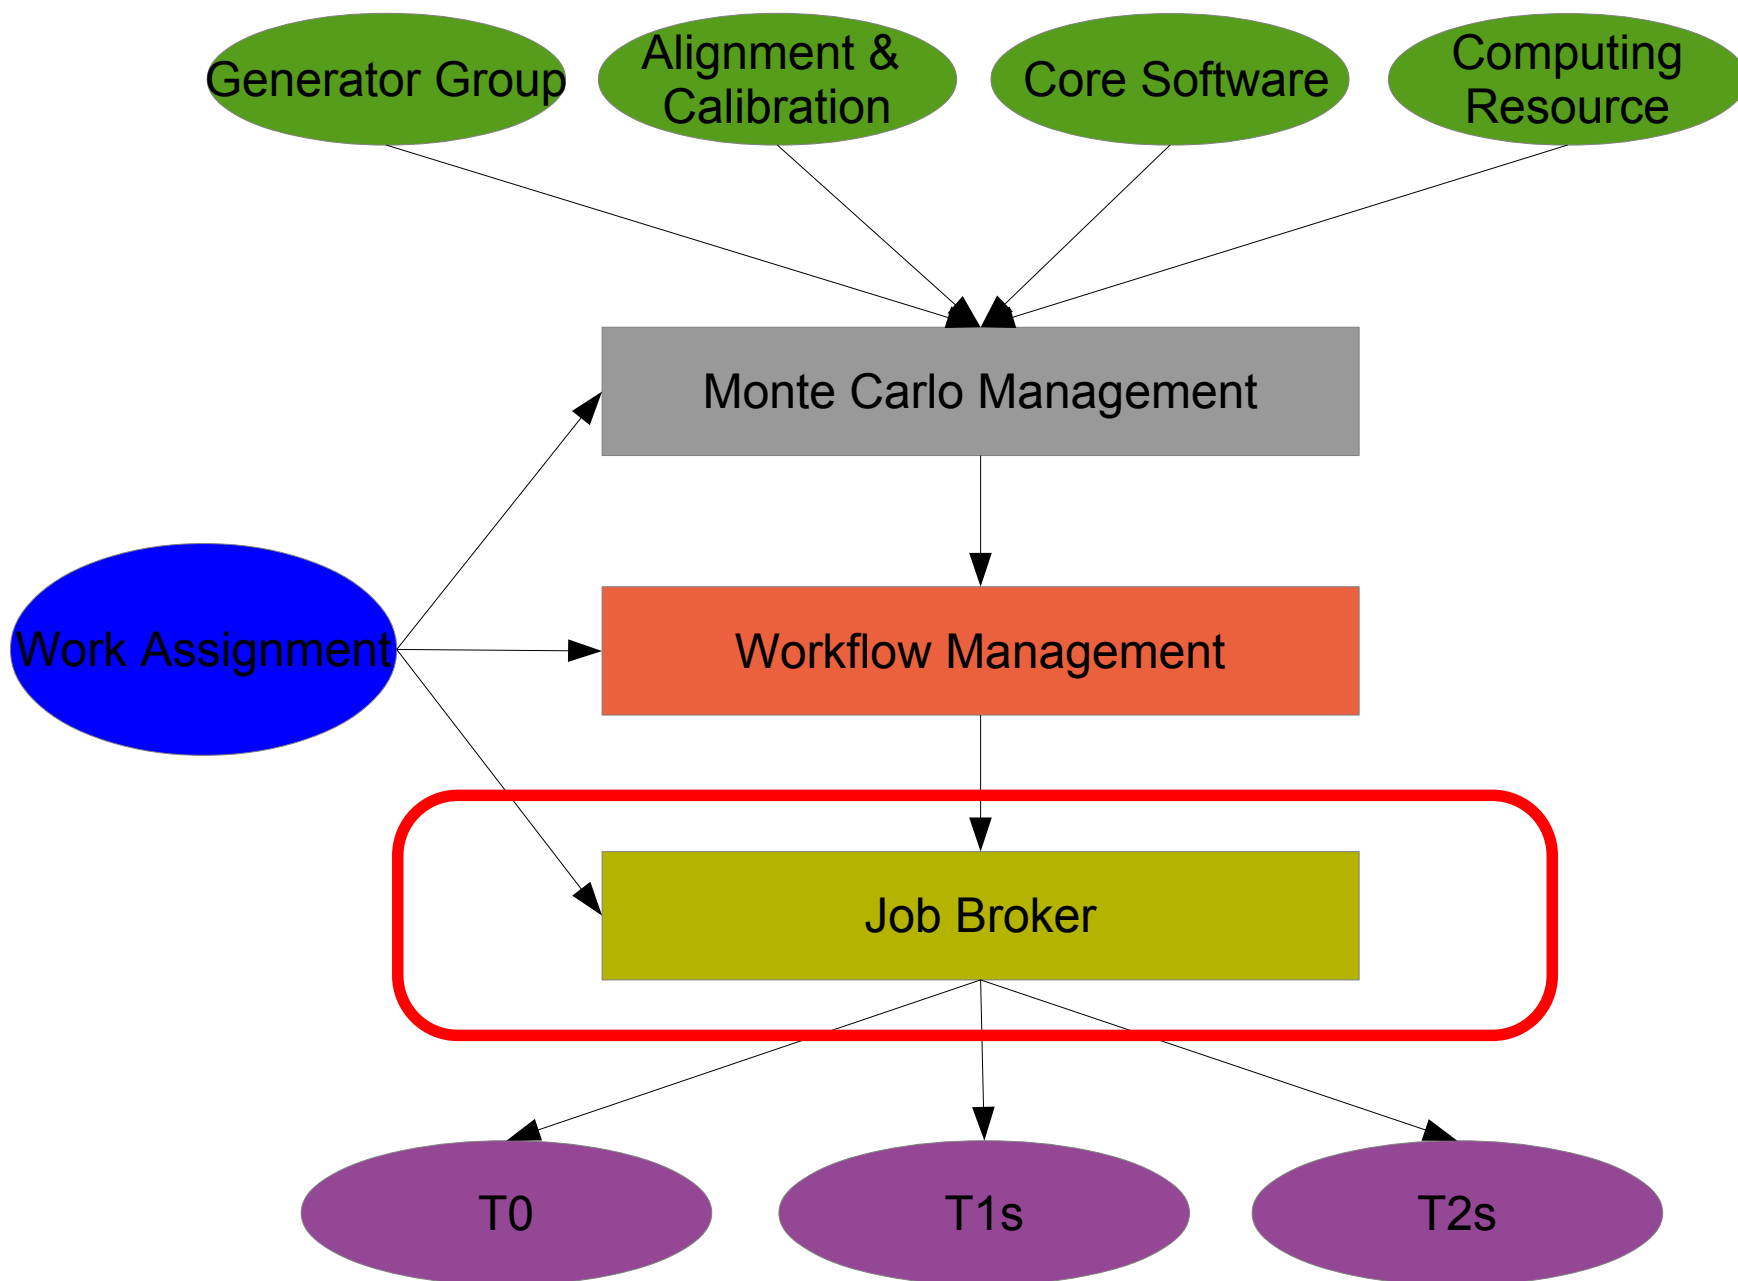 Generator Group
Alignment &
Calibration
Core Software
Computing
Resource
Monte Carlo Management
Work Assignment
Workflow Management
Job Broker
T0
T1s
T2s